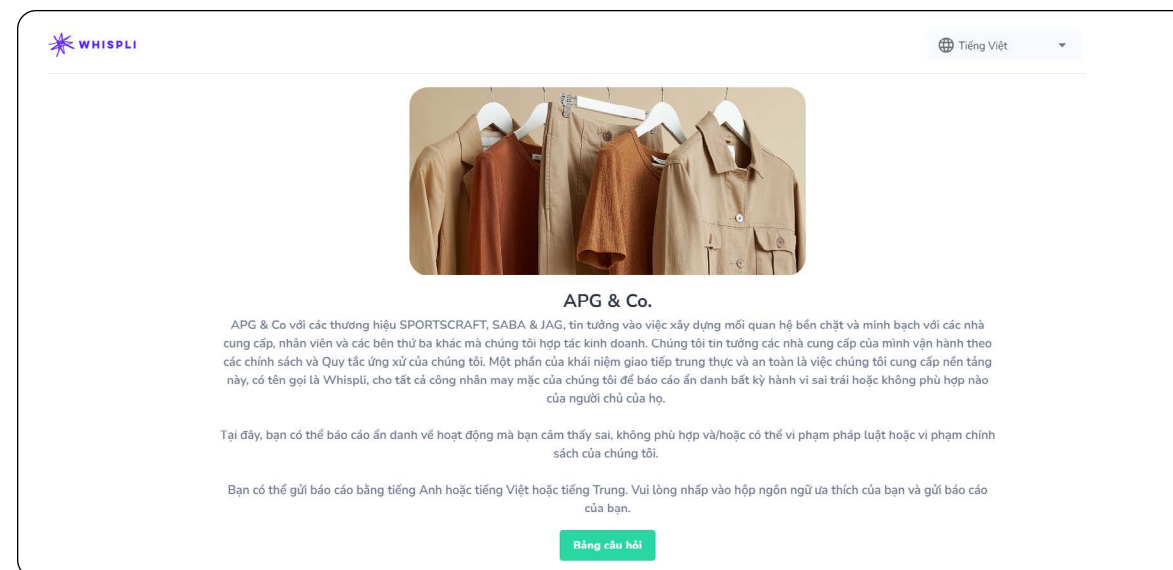 WHISPLI
Tiếng Việt
APG & Co.
APG & Co với các thương hiệu SPORTSCRAFT, SABA & JAG, tin tưởng vào việc xây dựng mối quan hệ bền chặt và minh bạch với các nhà
cung cấp, nhân viên và các bên thứ ba khác mà chúng tôi hợp tác kinh doanh. Chúng tôi tin tưởng các nhà cung cấp của mình vận hành theo
các chính sách và Quy tắc ứng xử của chúng tôi. Một phần của khái niệm giao tiếp trung thực và an toàn là việc chúng tôi cung cấp nền tảng
này, có tên gọi là Whispli, cho tất cả công nhân may mặc của chúng tôi để báo cáo ẩn danh bất kỳ hành vi sai trái hoặc không phù hợp nào
của người chủ của họ.
Tại đây, bạn có thể báo cáo ẩn danh về hoạt động mà bạn cảm thấy sai, không phù hợp và/hoặc có thể vi phạm pháp luật hoặc vi phạm chính
sách của chúng tôi.
Bạn có thể gửi báo cáo bằng tiếng Anh hoặc tiếng Việt hoặc tiếng Trung. Vui lòng nhấp vào hộp ngôn ngữ ưa thích của bạn và gửi báo cáo
của bạn.
Bảng câu hỏi